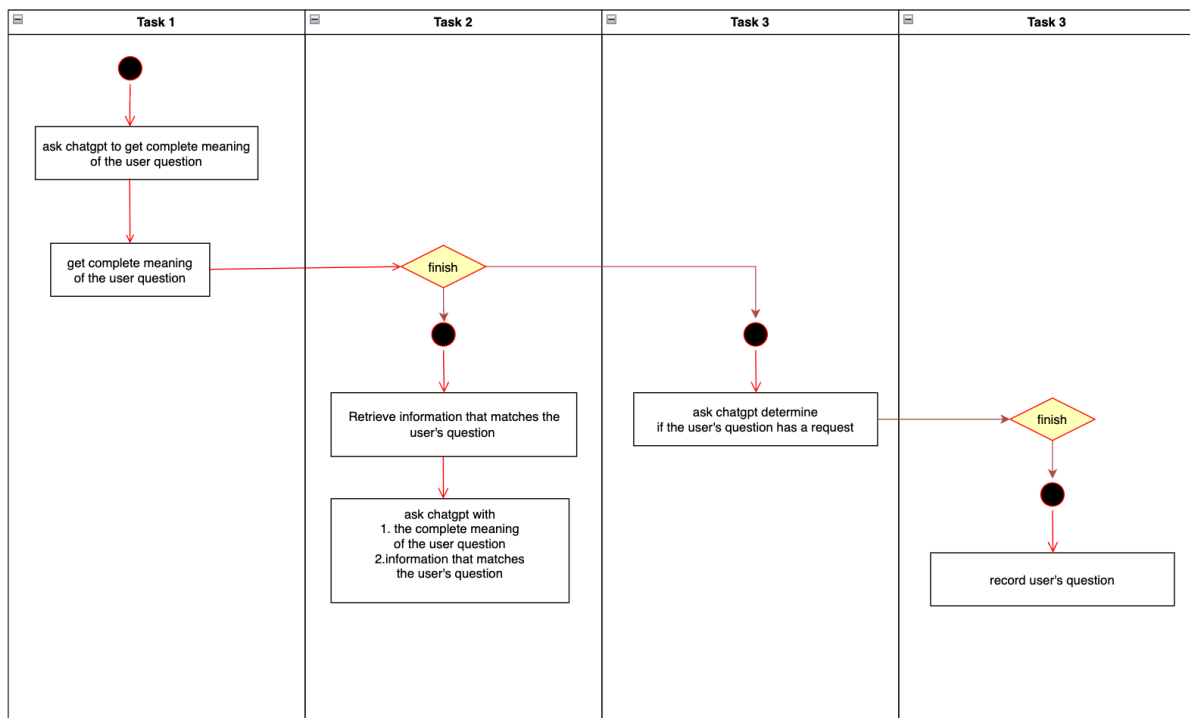 Task 1
Task 2
Task 3
Task 3
ask chatgpt to get complete meaning
of the user question
get complete meaning
of the user question
finish
Retrieve information that matches the
user's question
ask chatgpt with
1. the complete meaning
of the user question
2.information that matches
the user's question
ask chatgpt determine
if the user's question has a request
finish
record user's question